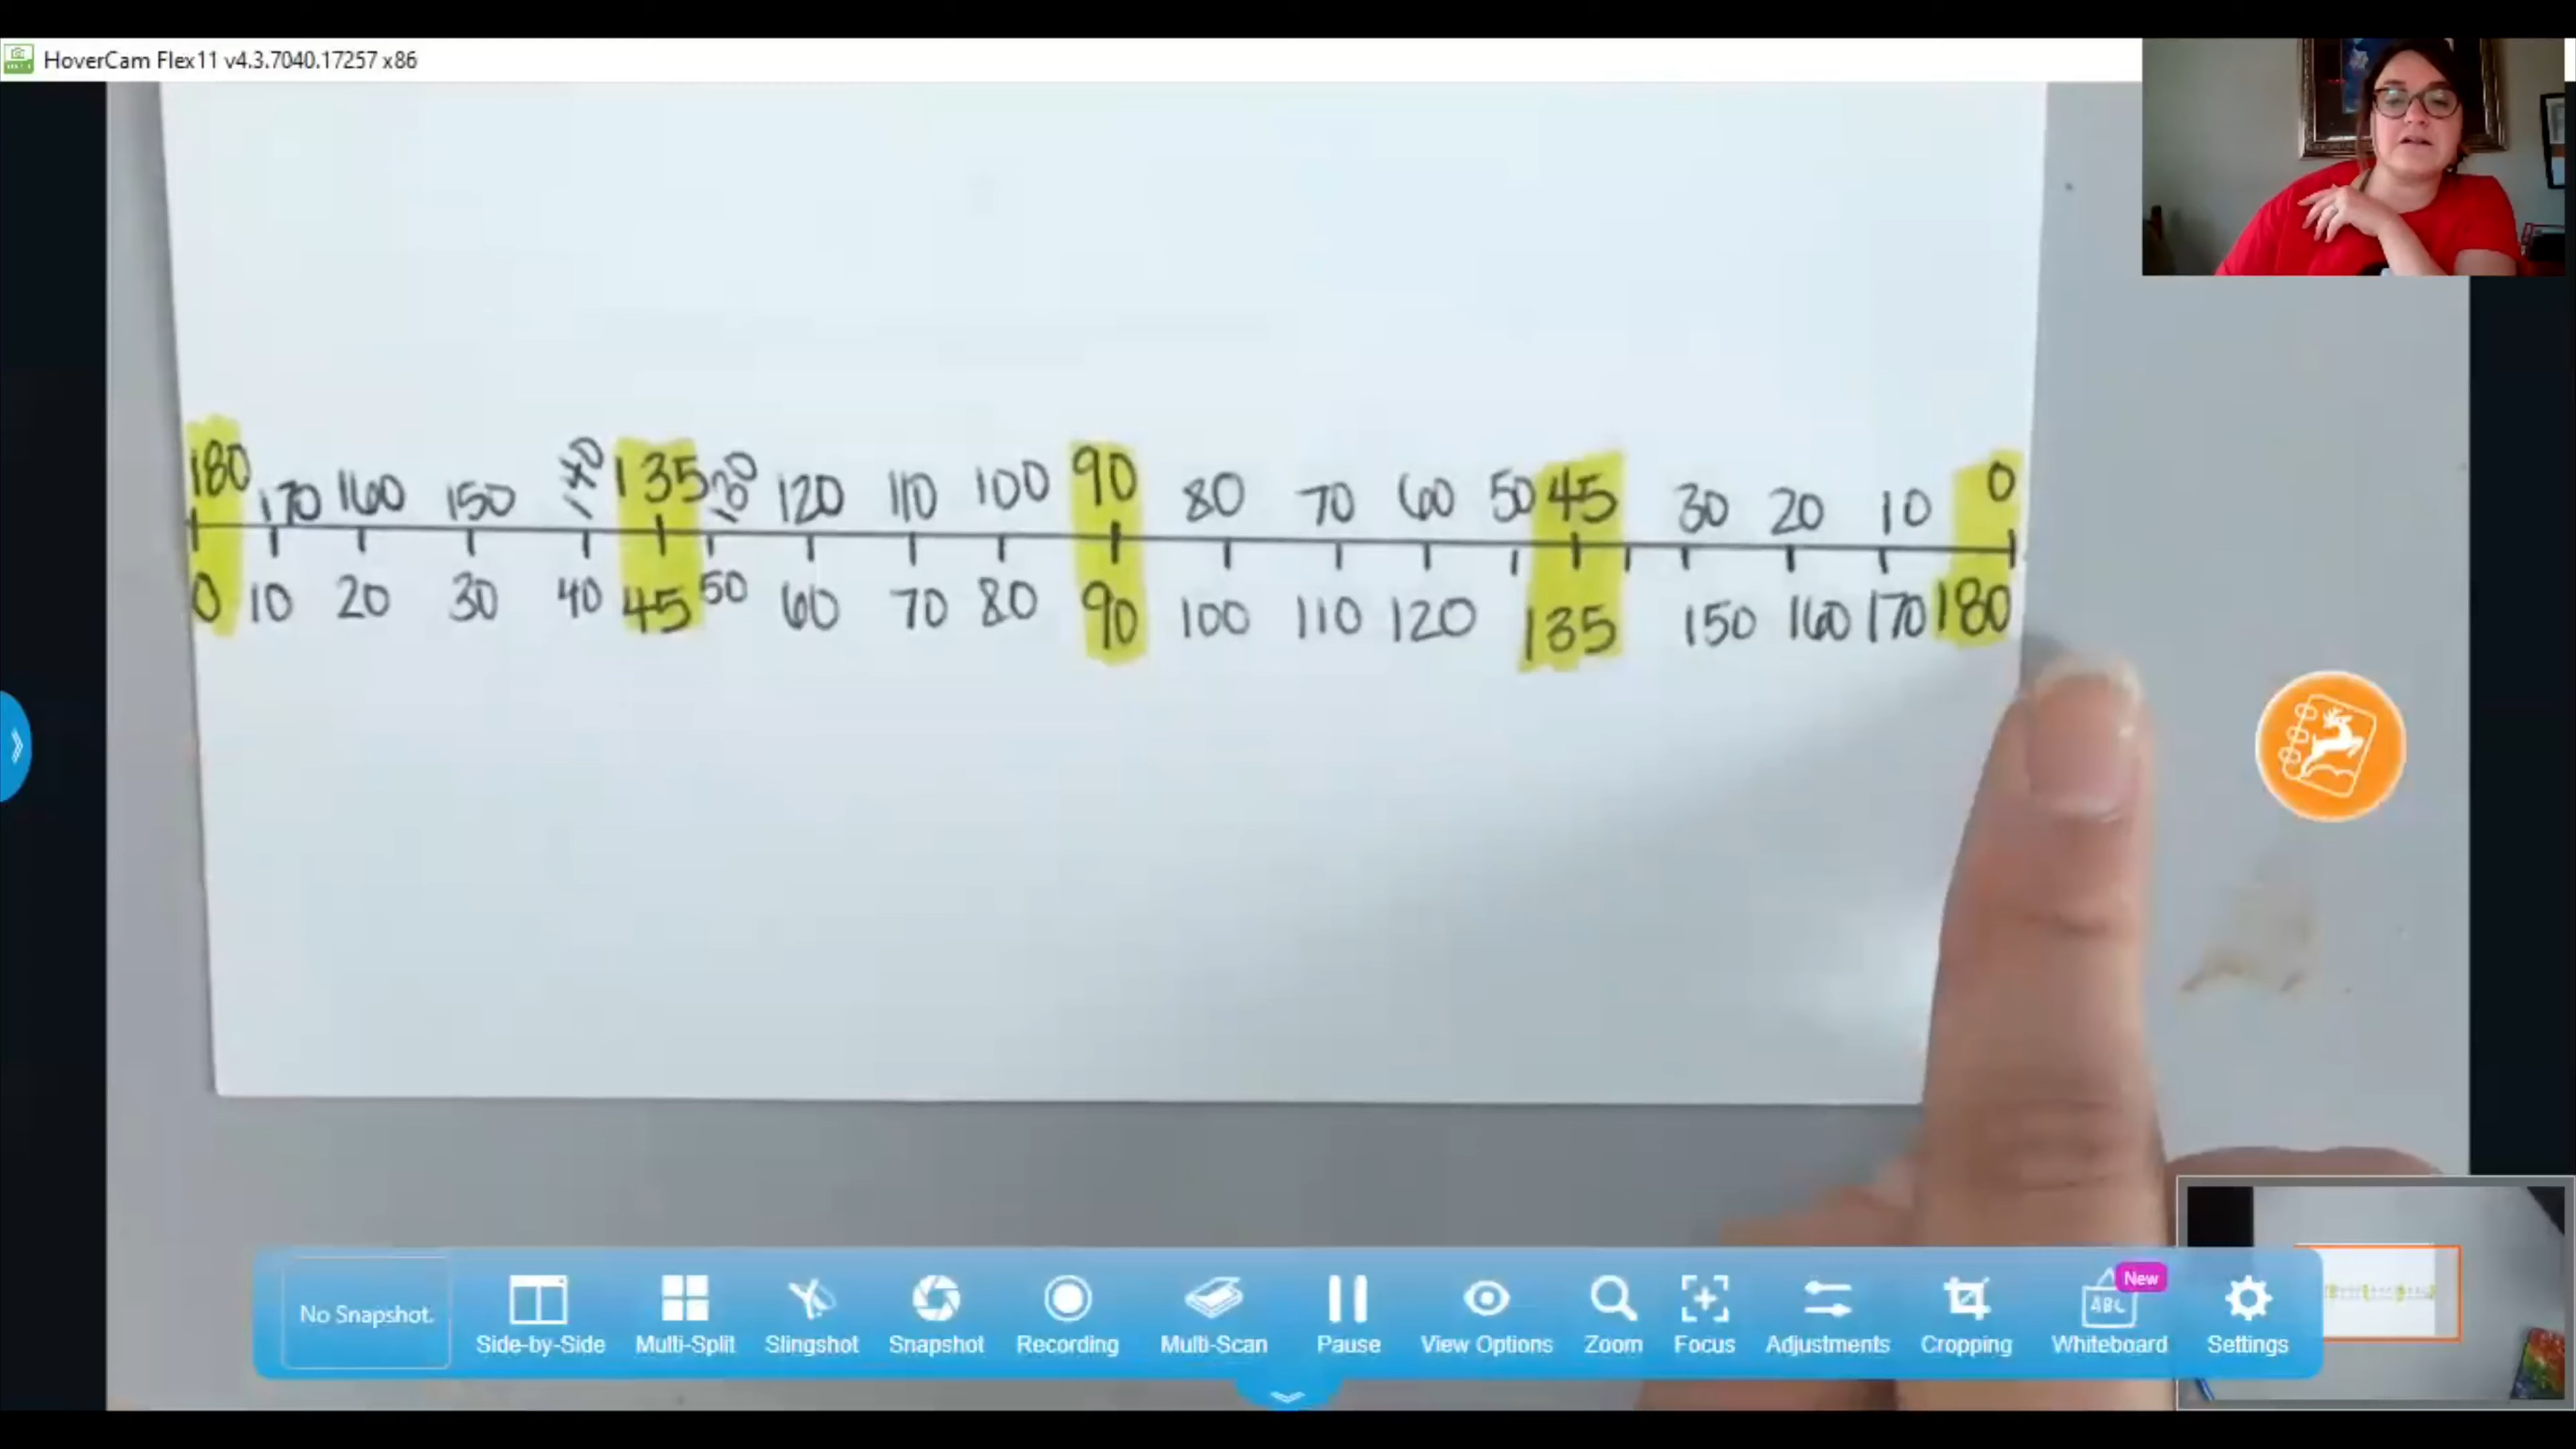 HoverCam Flex11 v4.3.7040.17257 x86
180 170 160 150 140 135 130 120 110 100 90 80 70 60 50 45 30 20 10 0
0 10 20 30 40 45 50 60 70 80 90 100 110 120 135 150 160 170 180
No Snapshot.
Side-by-Side
Multi-Split
Slingshot
Snapshot
Recording
Multi-Scan
Pause
View Options
Zoom
Focus
Adjustments
Cropping
New
ABC
Whiteboard
Settings